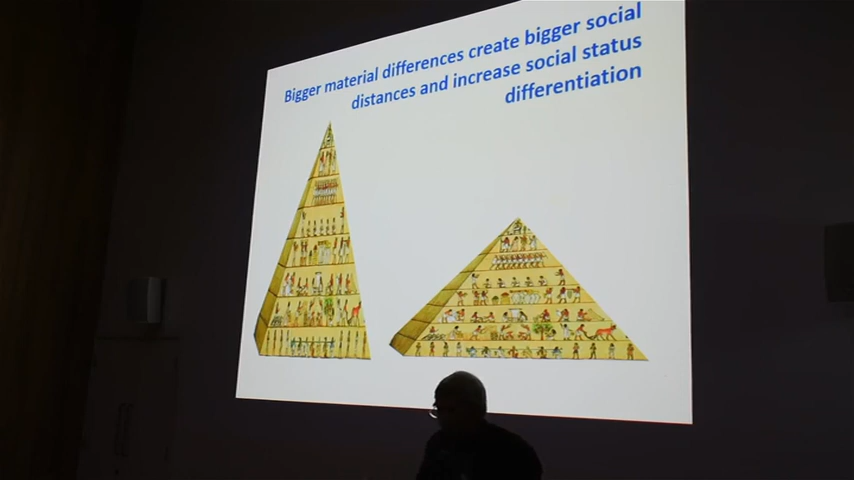 Bigger material differences create bigger social
distances and increase social status
differentiation